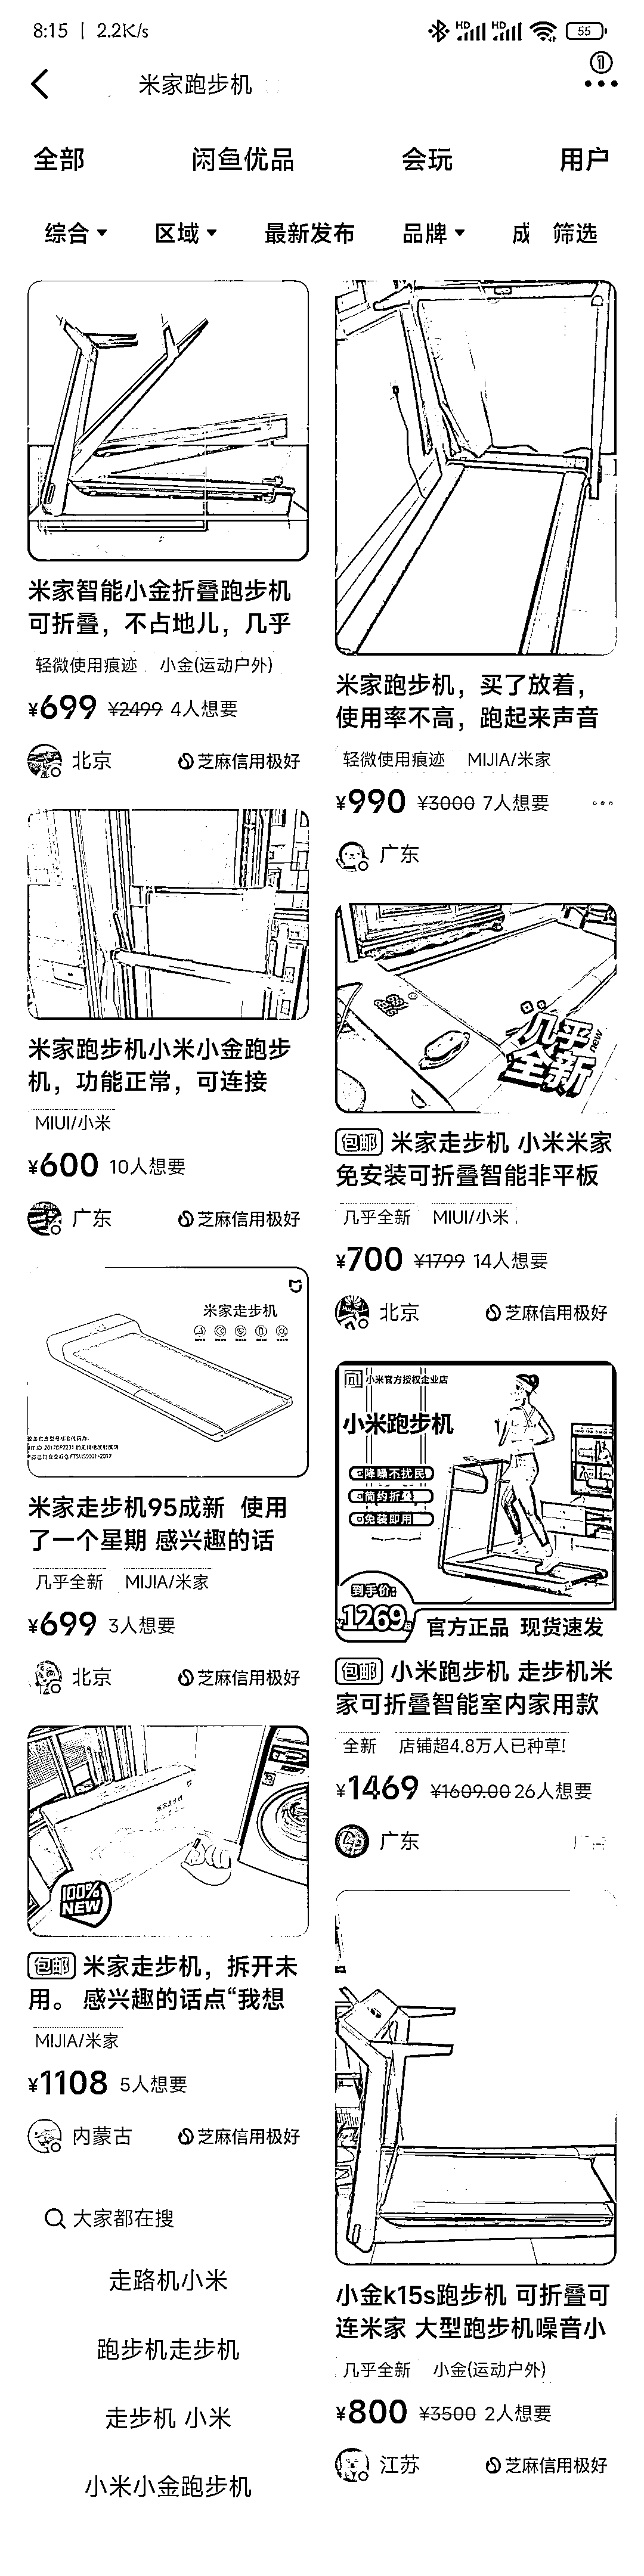 8:15 | 2.2K/s
HD HD 55
米家跑步机
1
全部 闲鱼优品 会玩 用户
综合 区域 最新发布 品牌 成 筛选
米家智能小金折叠跑步机
可折叠，不占地儿，几乎
轻微使用痕迹 小金(运动户外)
¥699 ¥2499 4人想要
北京 芝麻信用极好
米家跑步机，买了放着，
使用率不高，跑起来声音
轻微使用痕迹 MIJIA/米家
¥990 ¥3000 7人想要
广东
米家跑步机小米小金跑步
机，功能正常，可连接
MIUI/小米
¥600 10人想要
广东 芝麻信用极好
几乎
全新
new
包邮 米家走步机 小米米家
免安装可折叠智能非平板
几乎全新 MIUI/小米
¥700 ¥1799 14人想要
北京 芝麻信用极好
米家走步机
米家走步机95成新 使用
了一个星期 感兴趣的话
几乎全新 MIJIA/米家
¥699 3人想要
北京 芝麻信用极好
小米官方授权企业店
小米跑步机
降噪不扰民
简约折叠
免装即用
到手价:
¥1269起
官方正品 现货速发
包邮 小米跑步机 走步机米
家可折叠智能室内家用款
全新 店铺超4.8万人已种草!
¥1469 ¥1609.00 26人想要
广东
米家走步机
100%
NEW
包邮 米家走步机，拆开未
用。 感兴趣的话点“我想
MIJIA/米家
¥1108 5人想要
内蒙古 芝麻信用极好
小金k15s跑步机 可折叠可
连米家 大型跑步机噪音小
几乎全新 小金(运动户外)
¥800 ¥3500 2人想要
江苏 芝麻信用极好
大家都在搜
走路机小米
跑步机走步机
走步机 小米
小米小金跑步机